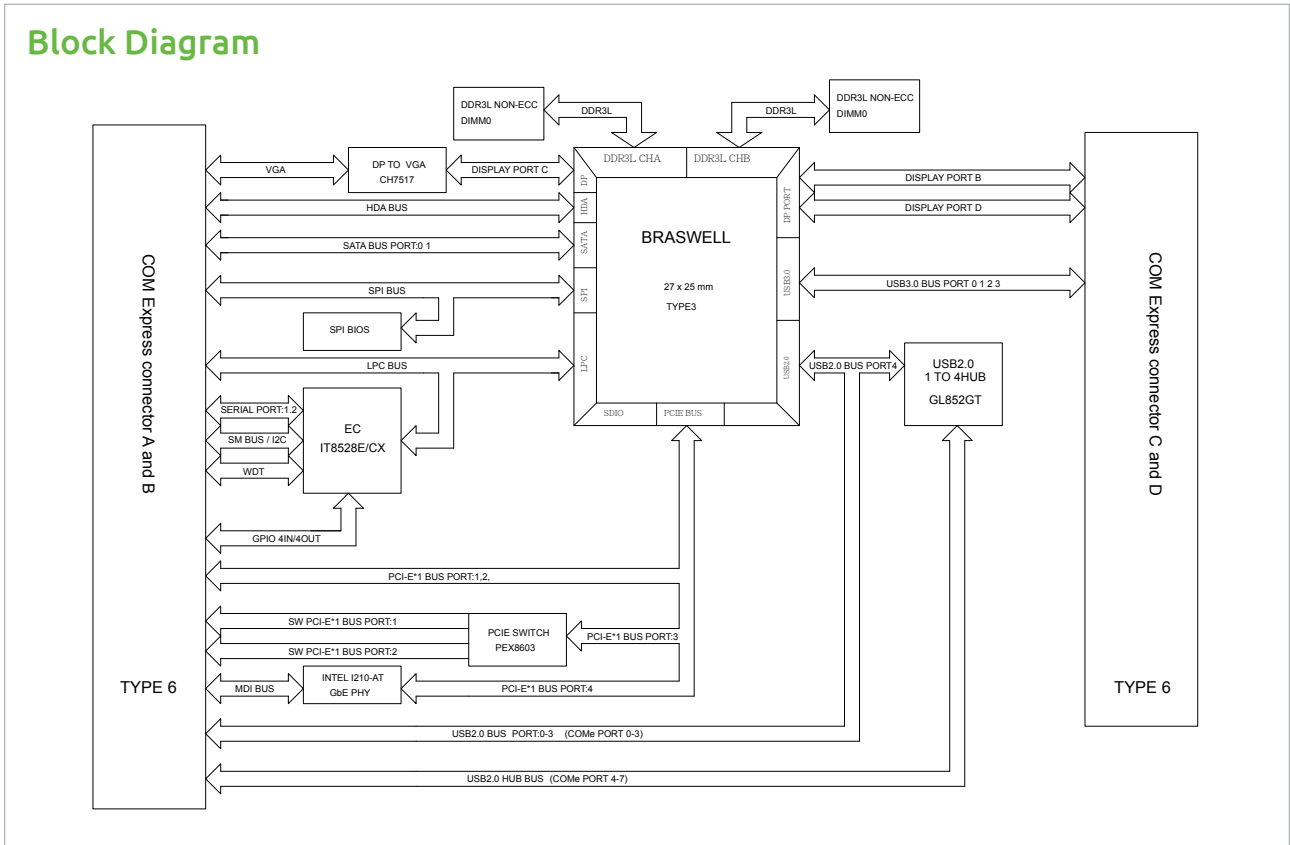 Block Diagram
DDR3L NON-ECC
DIMM0
DDR3L
DDR3L
DDR3L NON-ECC
DIMM0
COM Express connector A and B
TYPE 6
VGA
DP TO VGA
CH7517
DISPLAY PORT C
HDA BUS
SATA BUS PORT:0 1
SPI BUS
SPI BIOS
LPC BUS
SERIAL PORT:1.2
SM BUS / I2C
WDT
EC
IT8528E/CX
GPIO 4IN/4OUT
DDR3L CHA
DDR3L CHB
DP
HDA
SATA
SPI
LPC
BRASWELL
27 x 25 mm
TYPE3
DP PORT
USB3.0
USB2.0
SDIO
PCIE BUS
DISPLAY PORT B
DISPLAY PORT D
USB3.0 BUS PORT 0 1 2 3
USB2.0 BUS PORT4
USB2.0
1 TO 4HUB
GL852GT
COM Express connector C and D
TYPE 6
PCI-E*1 BUS PORT:1,2,
SW PCI-E*1 BUS PORT:1
SW PCI-E*1 BUS PORT:2
PCIE SWITCH
PEX8603
PCI-E*1 BUS PORT:3
MDI BUS
INTEL I210-AT
GbE PHY
PCI-E*1 BUS PORT:4
USB2.0 BUS PORT:0-3 (COMe PORT 0-3)
USB2.0 HUB BUS (COMe PORT 4-7)